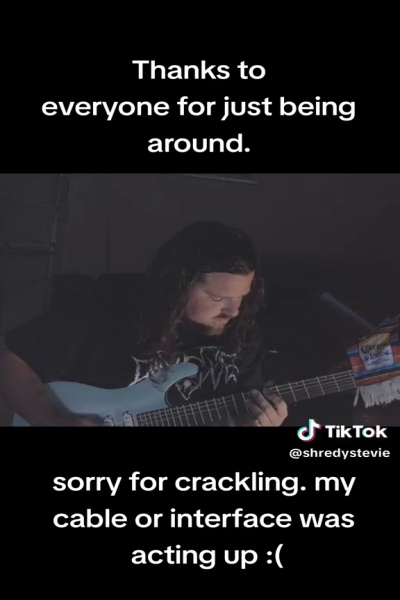 Thanks to
everyone for just being
around.
TikTok
@shredystevie
sorry for crackling. my
cable or interface was
acting up :(